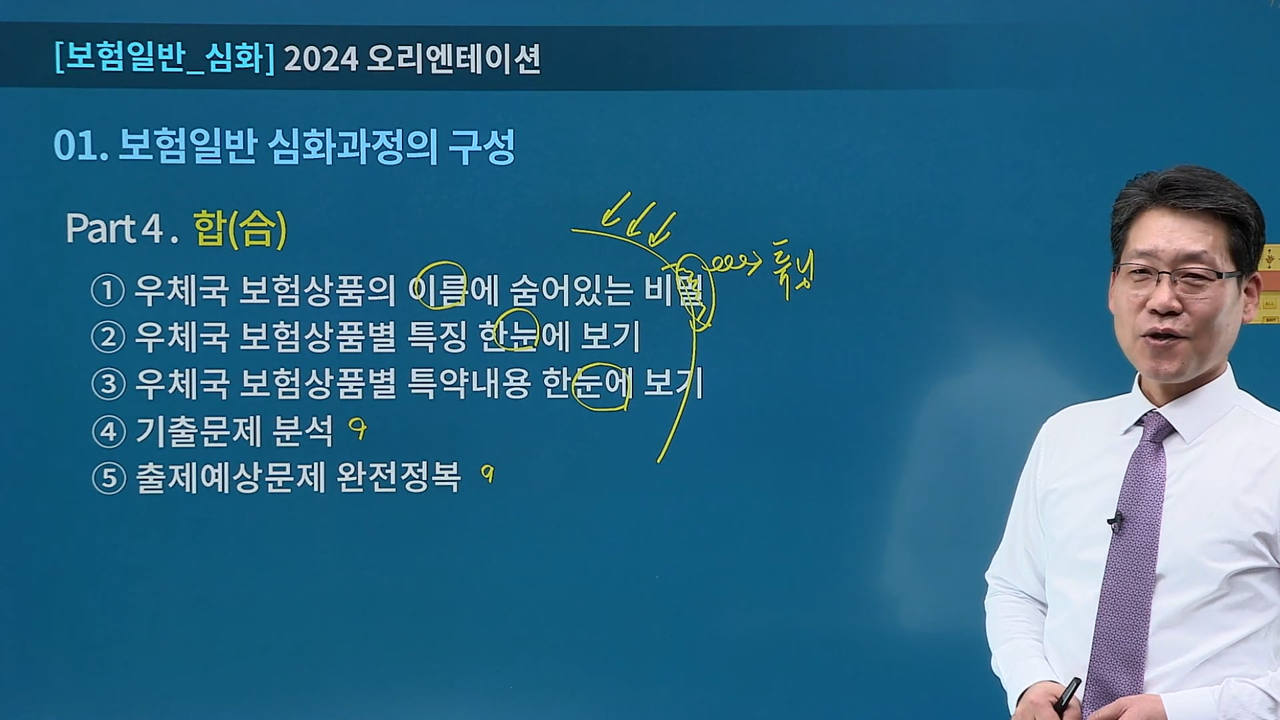 [보험일반_심화] 2024 오리엔테이션
01. 보험일반 심화과정의 구성
Part 4 . 합(合)
① 우체국 보험상품의 이름에 숨어있는 비밀
특성
② 우체국 보험상품별 특징 한눈에 보기
③ 우체국 보험상품별 특약내용 한눈에 보기
④ 기출문제 분석
⑤ 출제예상문제 완전정복